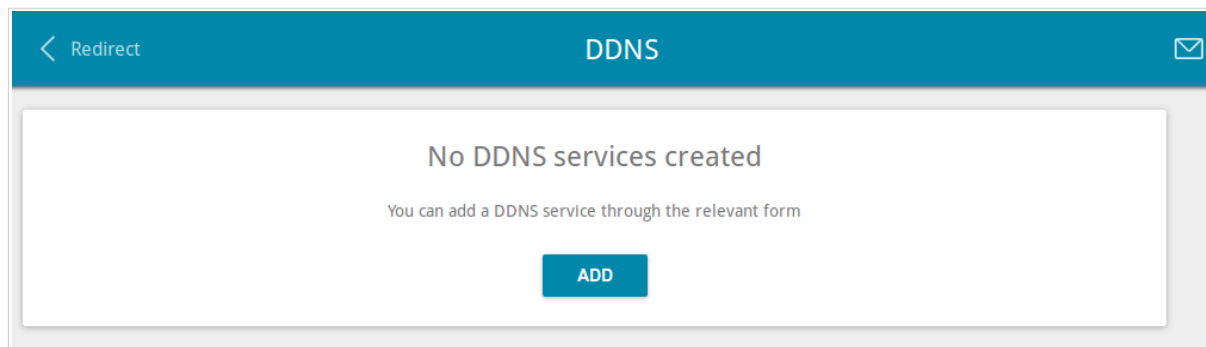 Redirect
DDNS
No DDNS services created
You can add a DDNS service through the relevant form
ADD